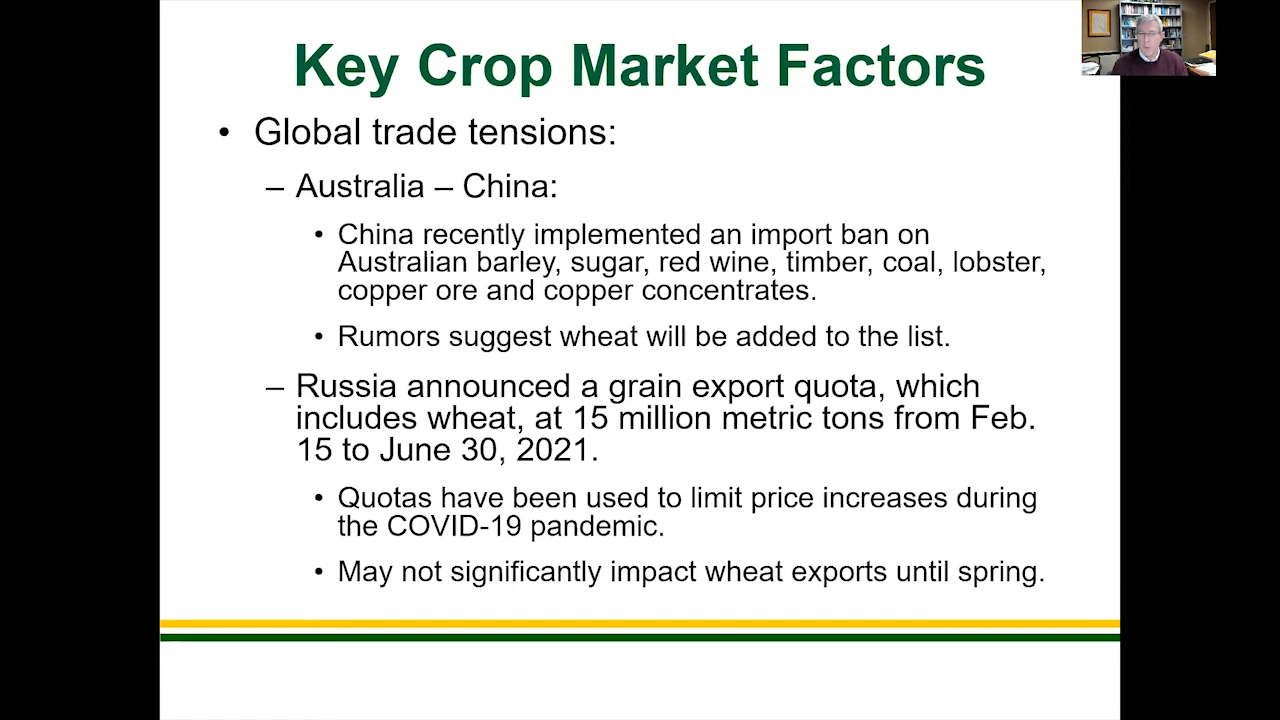 Key Crop Market Factors
• Global trade tensions:
– Australia – China:
• China recently implemented an import ban on
Australian barley, sugar, red wine, timber, coal, lobster,
copper ore and copper concentrates.
• Rumors suggest wheat will be added to the list.
– Russia announced a grain export quota, which
includes wheat, at 15 million metric tons from Feb.
15 to June 30, 2021.
• Quotas have been used to limit price increases during
the COVID-19 pandemic.
• May not significantly impact wheat exports until spring.